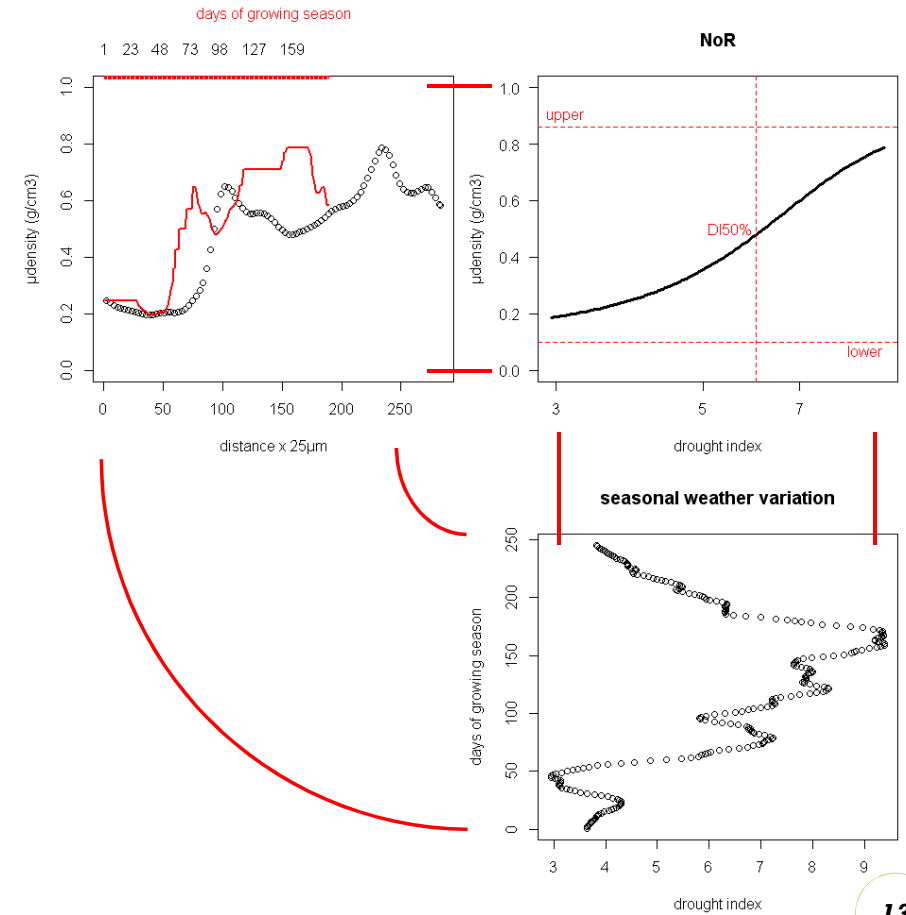 days of growing season
1 23 48 73 98 127 159
NoR
µdensity (g/cm3)
1.0
0.8
0.6
0.4
0.2
0.0
0 50 100 150 200 250
distance x 25µm
µdensity (g/cm3)
1.0
0.8
0.6
0.4
0.2
0.0
upper
DI50%
lower
3 5 7
drought index
seasonal weather variation
days of growing season
250
200
150
100
50
0
3 4 5 6 7 8 9
drought index